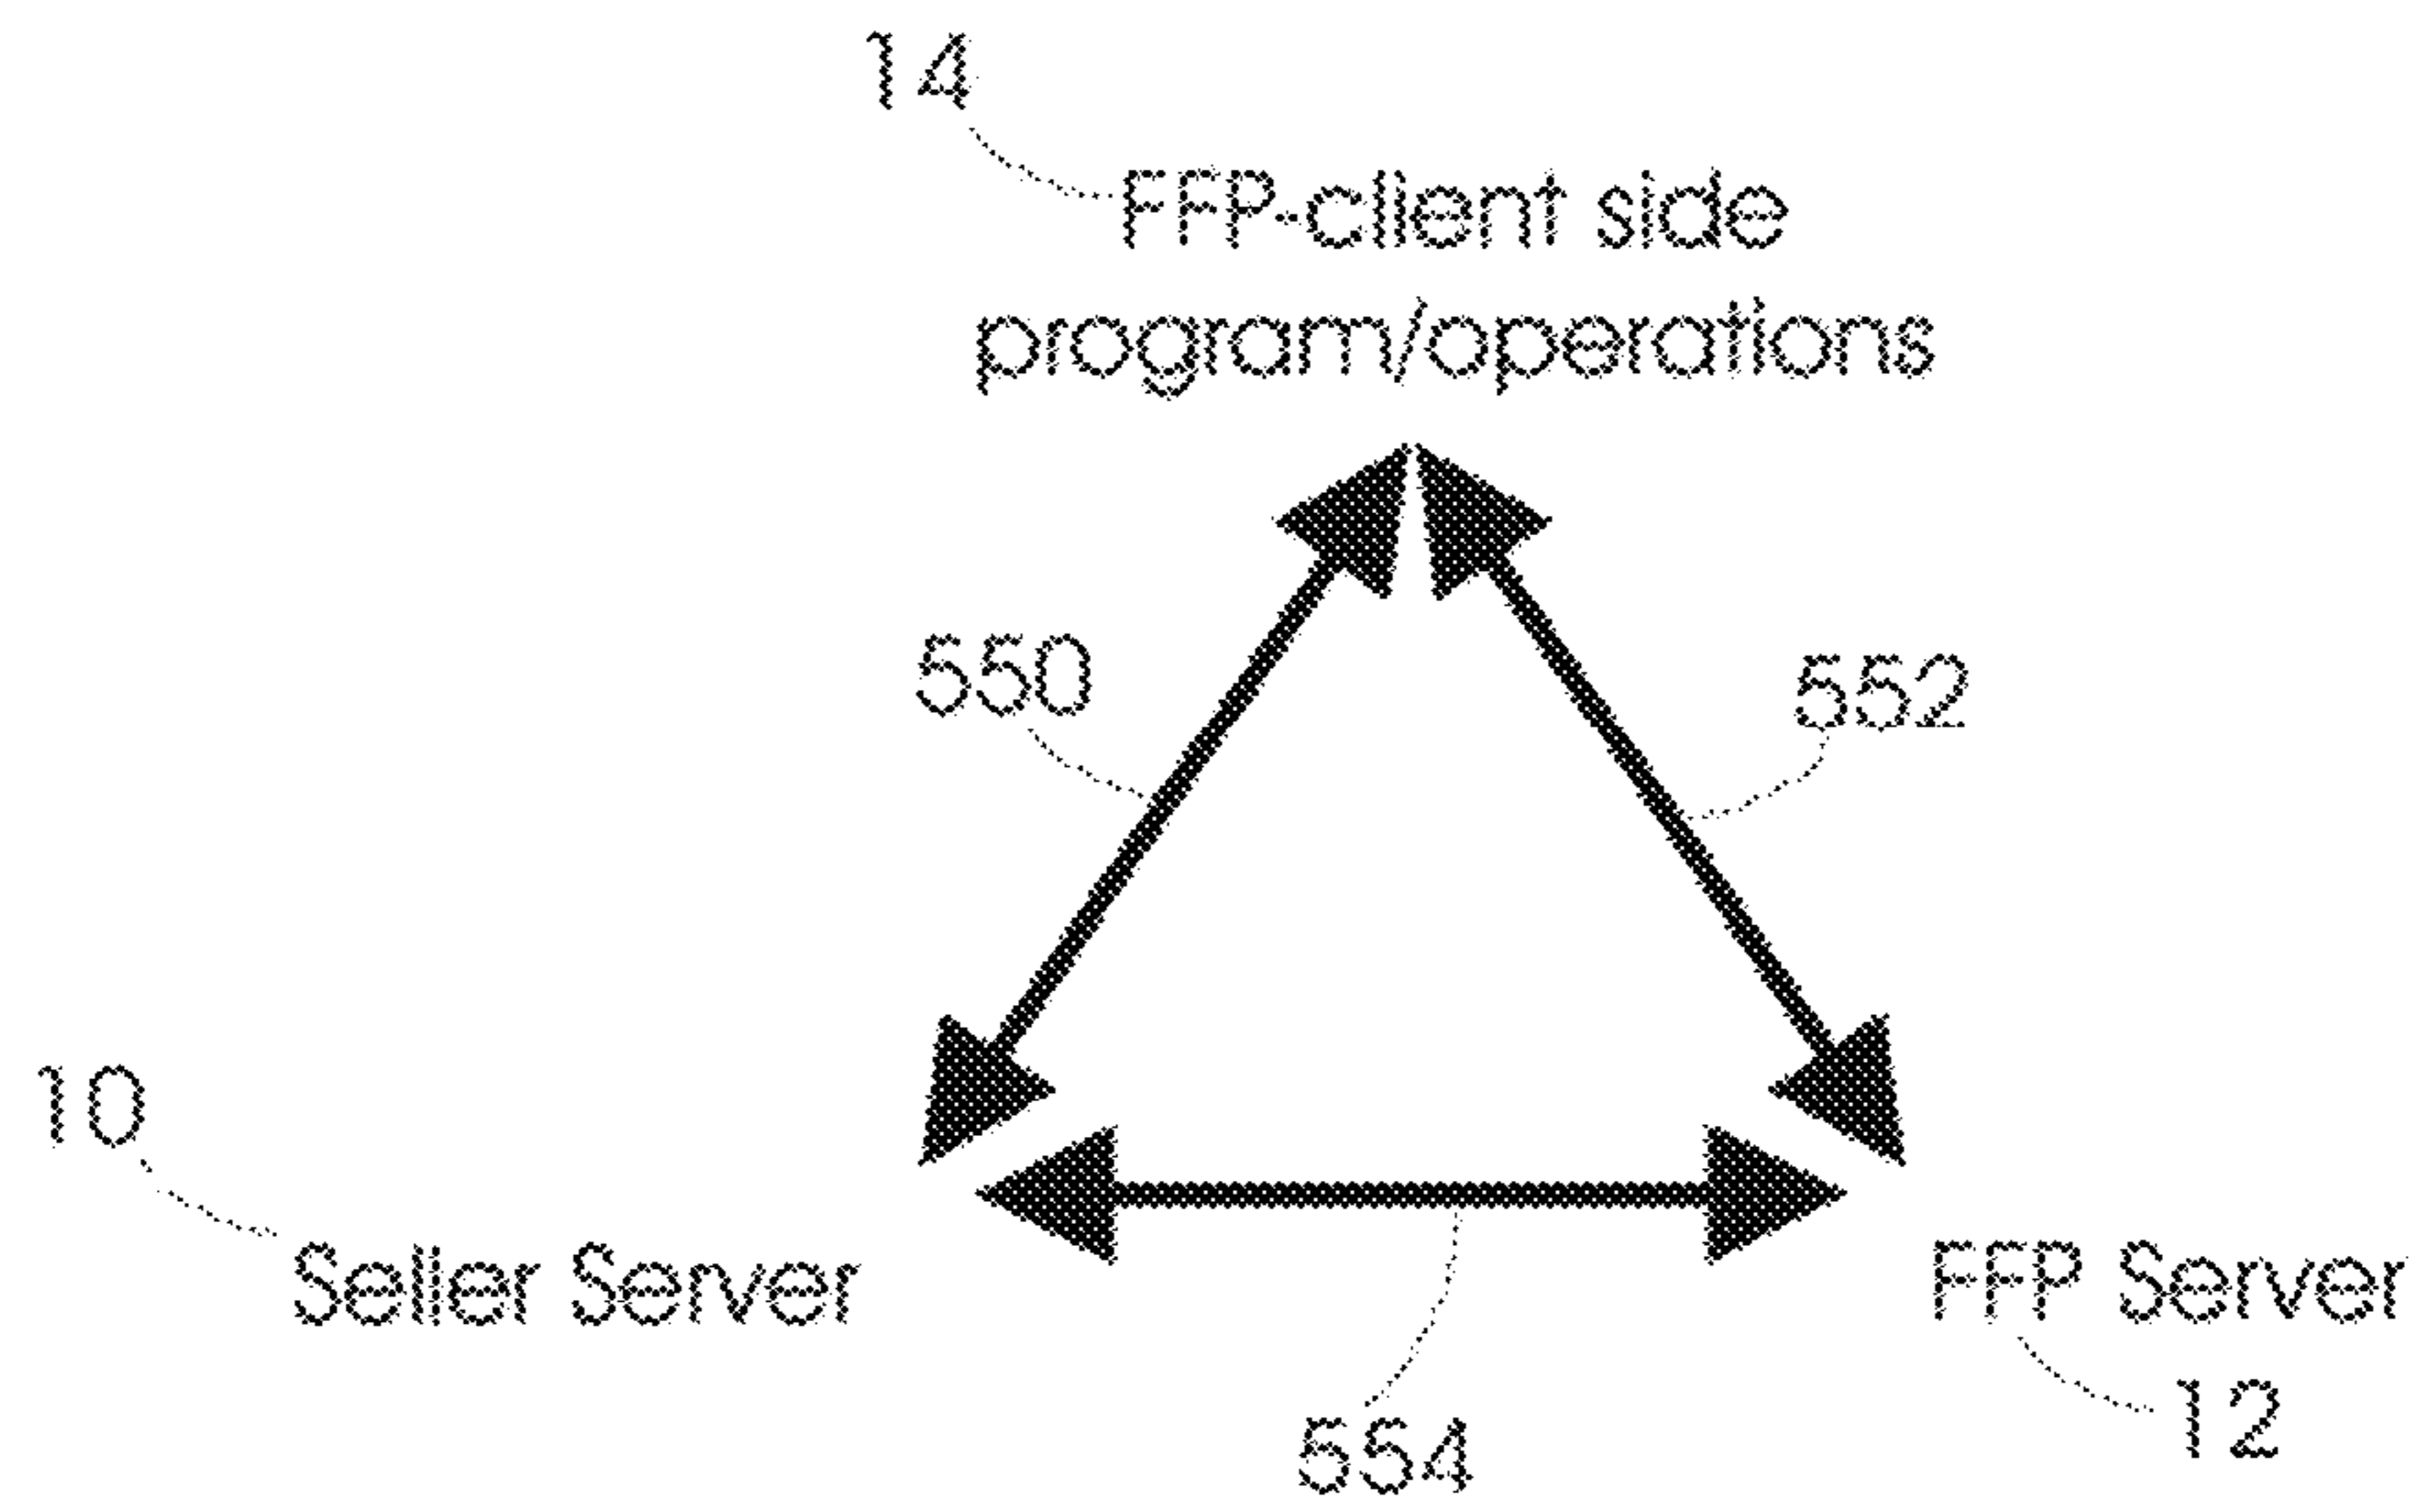 14
FFP-client side
program/operations
550
552
10
Seller Server
FFP Server
12
554